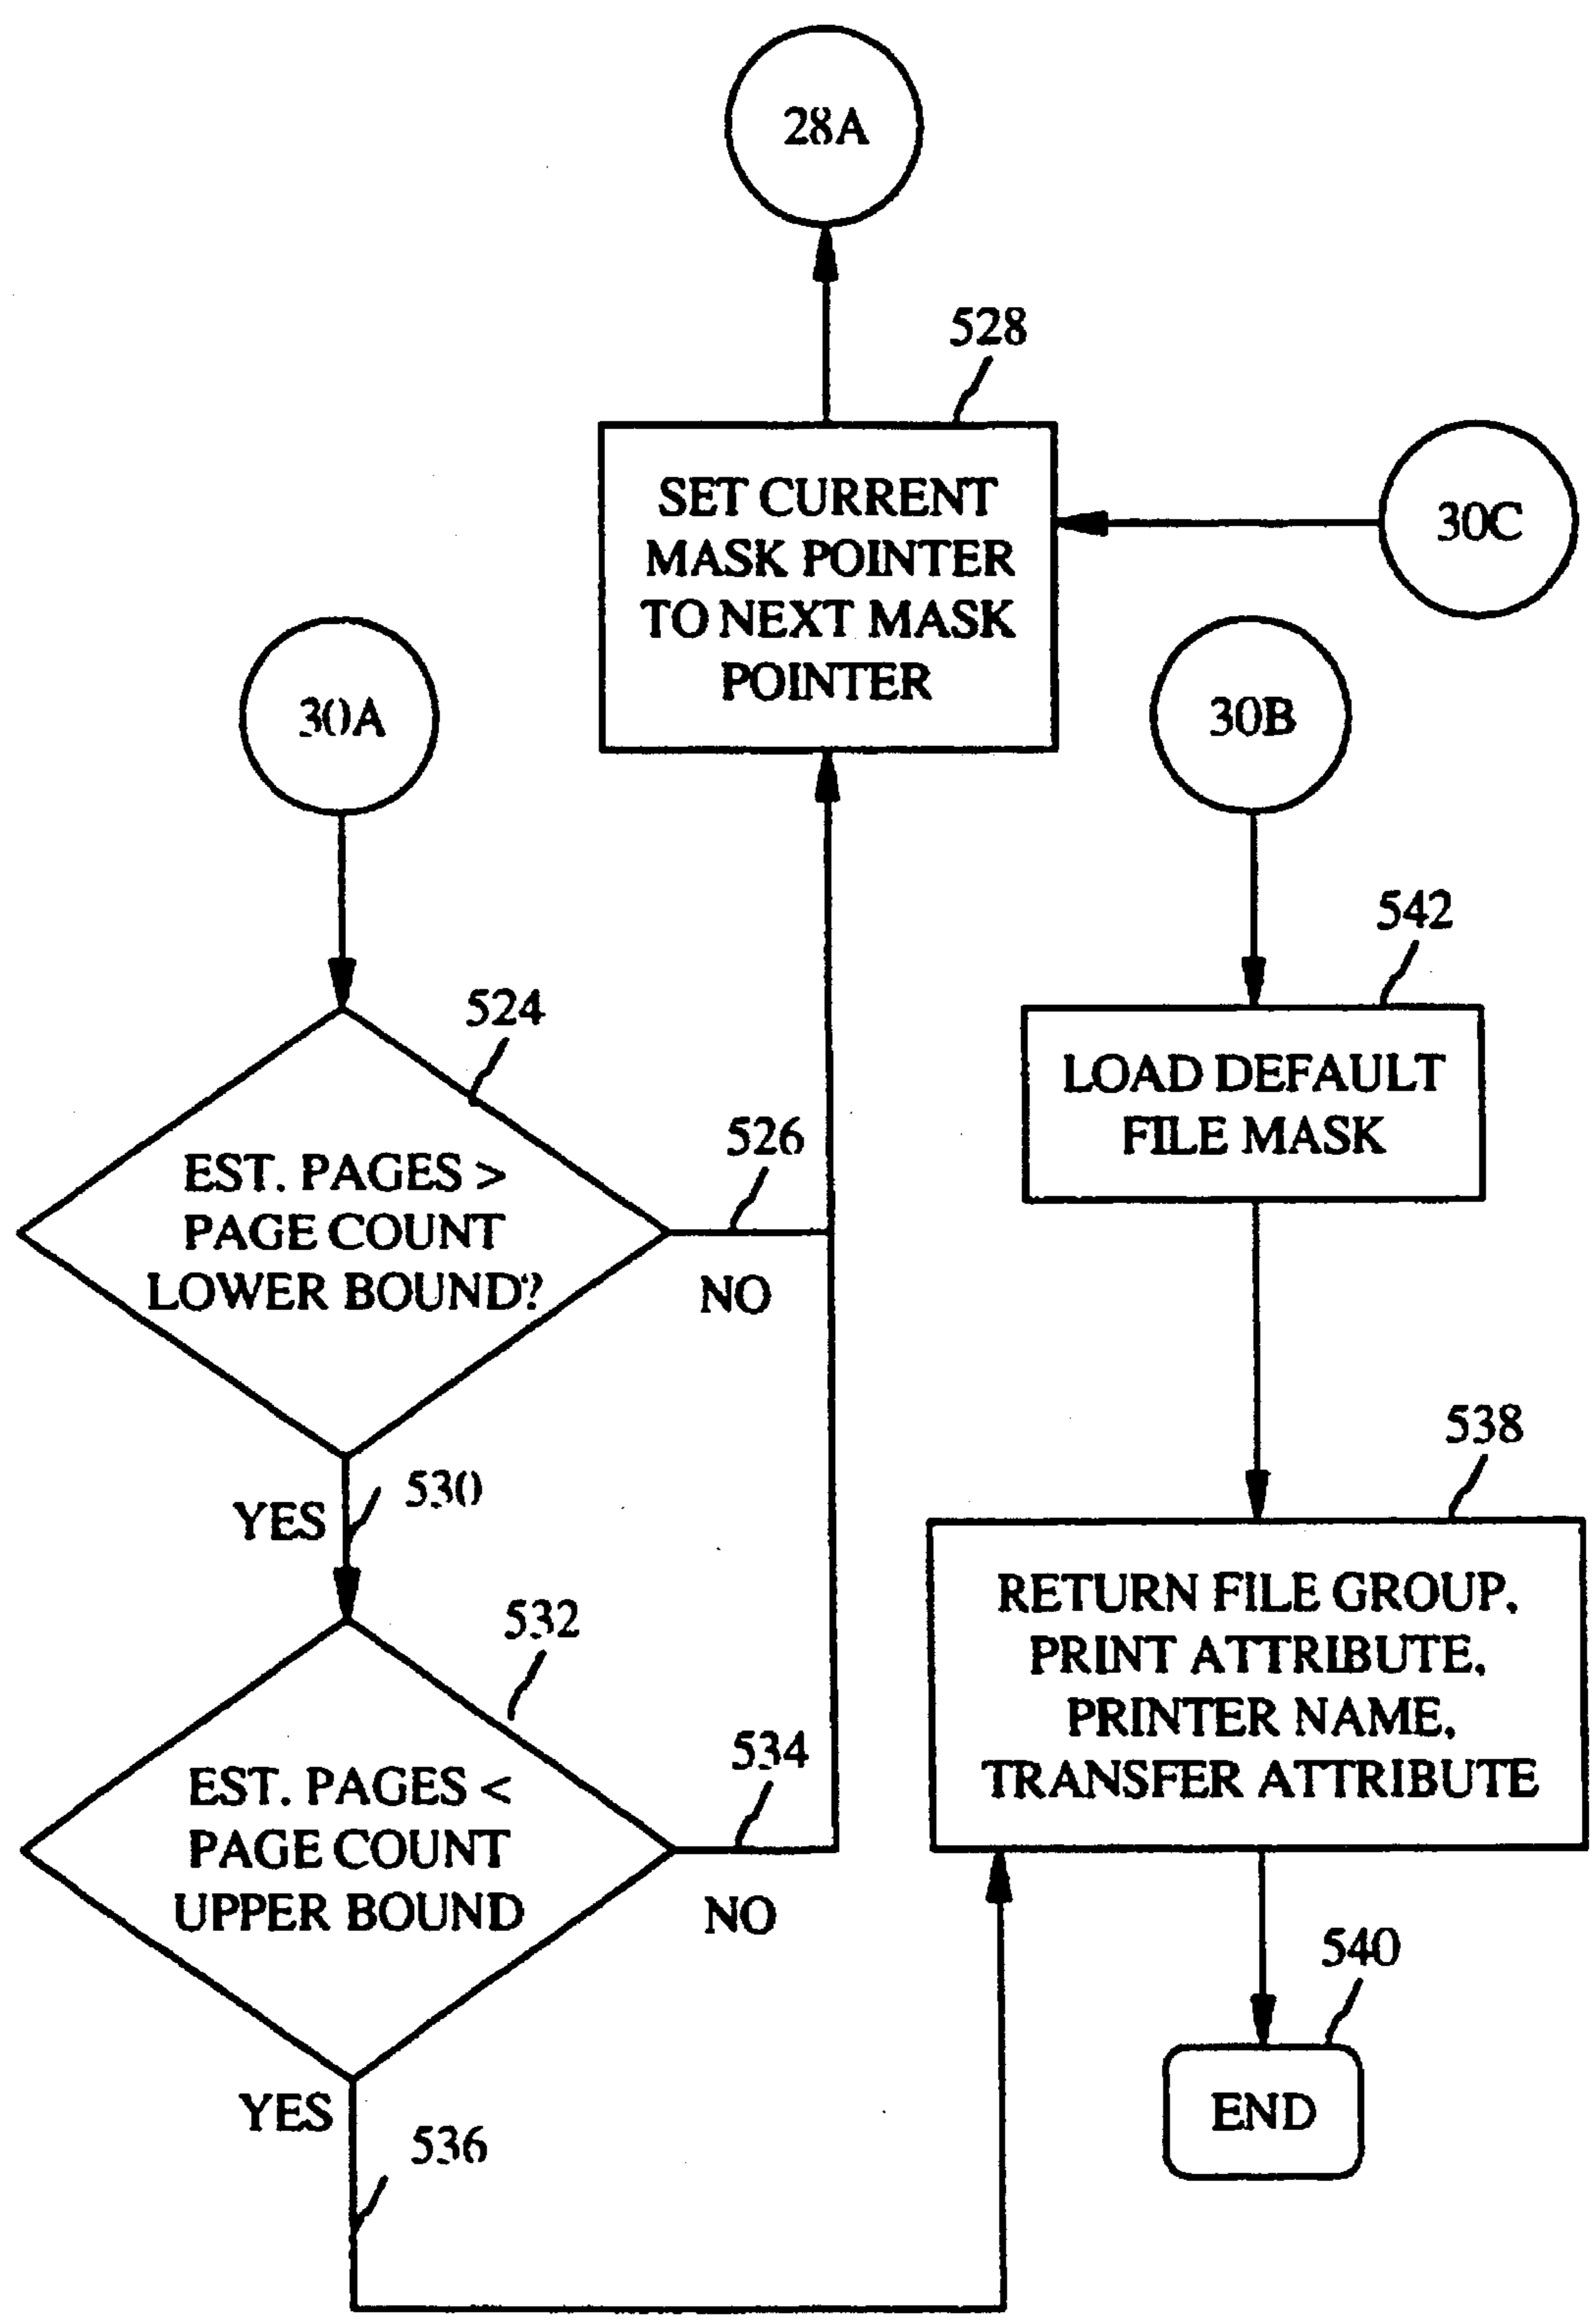 28A
528
SET CURRENT
MASK POINTER
TO NEXT MASK
POINTER
30C
30A
30B
542
LOAD DEFAULT
FILE MASK
524
EST. PAGES >
PAGE COUNT
LOWER BOUND?
526
NO
YES
530
538
RETURN FILE GROUP,
PRINT ATTRIBUTE,
PRINTER NAME,
TRANSFER ATTRIBUTE
532
EST. PAGES <
PAGE COUNT
UPPER BOUND
534
NO
YES
536
540
END